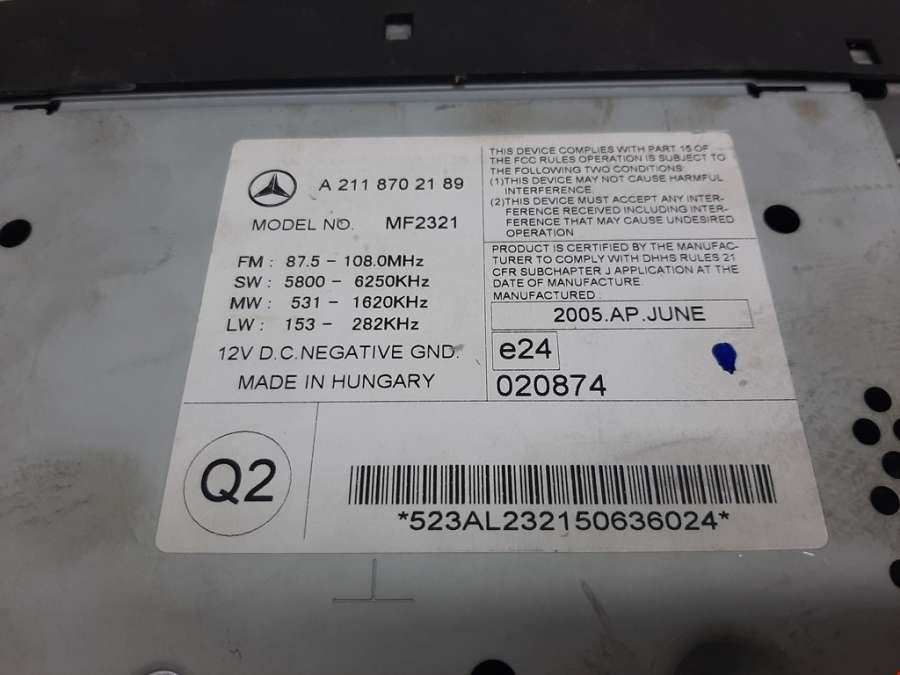 A 211 870 21 89
MODEL NO. MF2321
FM : 87.5 - 108.0MHz
SW : 5800 - 6250KHz
MW : 531 - 1620KHz
LW : 153 - 282KHz
12V D.C.NEGATIVE GND.
MADE IN HUNGARY
THIS DEVICE COMPLIES WITH PART 15 OF
THE FCC RULES OPERATION IS SUBJECT TO
THE FOLLOWING TWO CONDITIONS:
(1)THIS DEVICE MAY NOT CAUSE HARMFUL
INTERFERENCE.
(2)THIS DEVICE MUST ACCEPT ANY INTER-
FERENCE RECEIVED INCLUDING INTER-
FERENCE THAT MAY CAUSE UNDESIRED
OPERATION
PRODUCT IS CERTIFIED BY THE MANUFAC-
TURER TO COMPLY WITH DHHS RULES 21
CFR SUBCHAPTER J APPLICATION AT THE
DATE OF MANUFACTURE.
MANUFACTURED :
2005.AP.JUNE
e24
020874
Q2
*523AL232150636024*